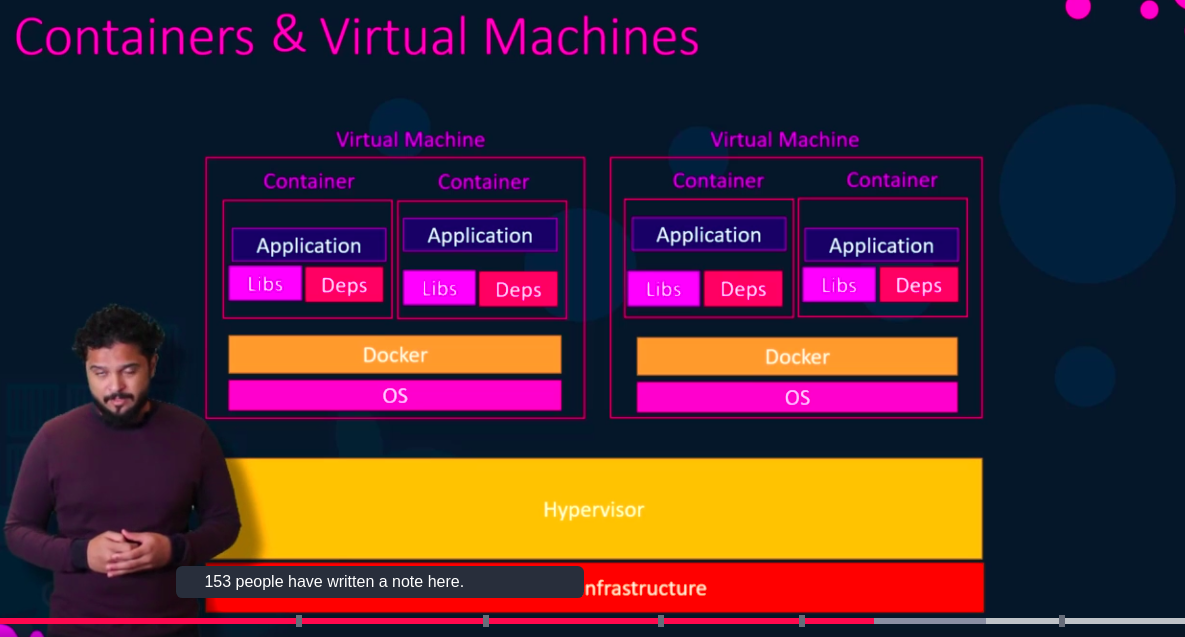 Containers & Virtual Machines
Virtual Machine
Virtual Machine
Container
Container
Container
Container
Application
Application
Application
Application
Libs
Deps
Libs
Deps
Libs
Deps
Libs
Deps
Docker
Docker
OS
OS
Hypervisor
153 people have written a note here.
nfrastructure